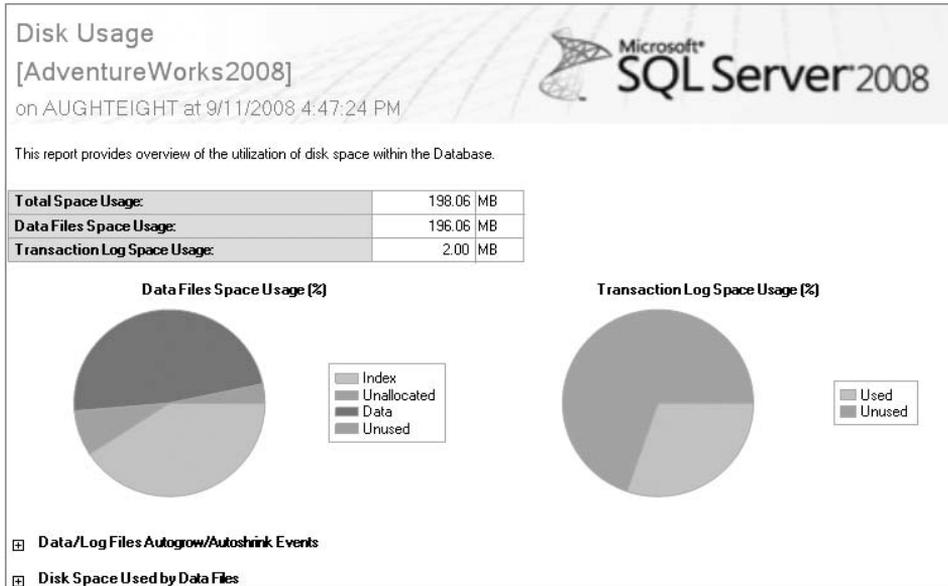 Disk Usage
[AdventureWorks2008]
on AUGHTEIGHT at 9/11/2008 4:47:24 PM
Microsoft®
SQL Server®2008
This report provides overview of the utilization of disk space within the Database.
Total Space Usage: 198.06 MB
Data Files Space Usage: 196.06 MB
Transaction Log Space Usage: 2.00 MB
Data Files Space Usage (%)
Index
Unallocated
Data
Unused
Transaction Log Space Usage (%)
Used
Unused
Data/Log Files Autogrow/Autoshrink Events
Disk Space Used by Data Files